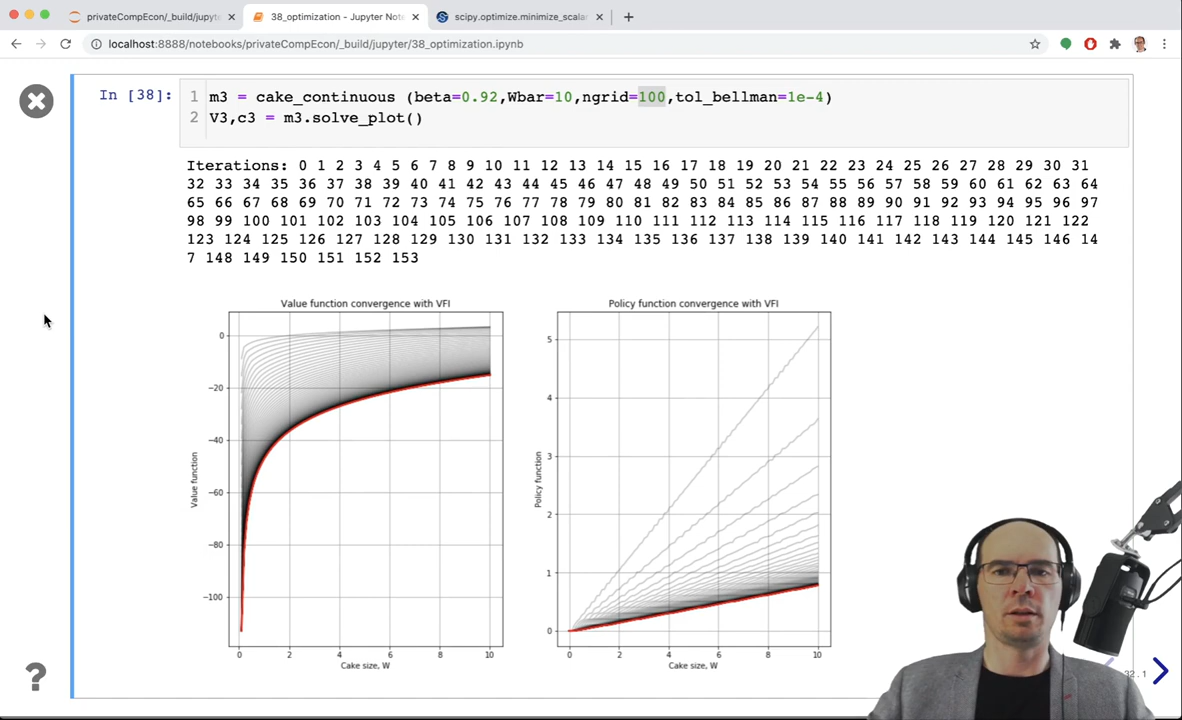 privateCompEcon/_build/jupyte
38_optimization - Jupyter Note
scipy.optimize.minimize_scala
localhost:8888/notebooks/privateCompEcon/_build/jupyter/38_optimization.ipynb
In [38]:
1 m3 = cake_continuous (beta=0.92,Wbar=10,ngrid=100,tol_bellman=1e-4)
2 V3,c3 = m3.solve_plot()
Iterations: 0 1 2 3 4 5 6 7 8 9 10 11 12 13 14 15 16 17 18 19 20 21 22 23 24 25 26 27 28 29 30 31
32 33 34 35 36 37 38 39 40 41 42 43 44 45 46 47 48 49 50 51 52 53 54 55 56 57 58 59 60 61 62 63 64
65 66 67 68 69 70 71 72 73 74 75 76 77 78 79 80 81 82 83 84 85 86 87 88 89 90 91 92 93 94 95 96 97
98 99 100 101 102 103 104 105 106 107 108 109 110 111 112 113 114 115 116 117 118 119 120 121 122
123 124 125 126 127 128 129 130 131 132 133 134 135 136 137 138 139 140 141 142 143 144 145 146 14
7 148 149 150 151 152 153
Value function convergence with VFI
0
−20
−40
−60
−80
−100
Value function
0 2 4 6 8 10
Cake size, W
Policy function convergence with VFI
5
4
3
2
1
0
Policy function
0 2 4 6 8 10
Cake size, W
?
32.1